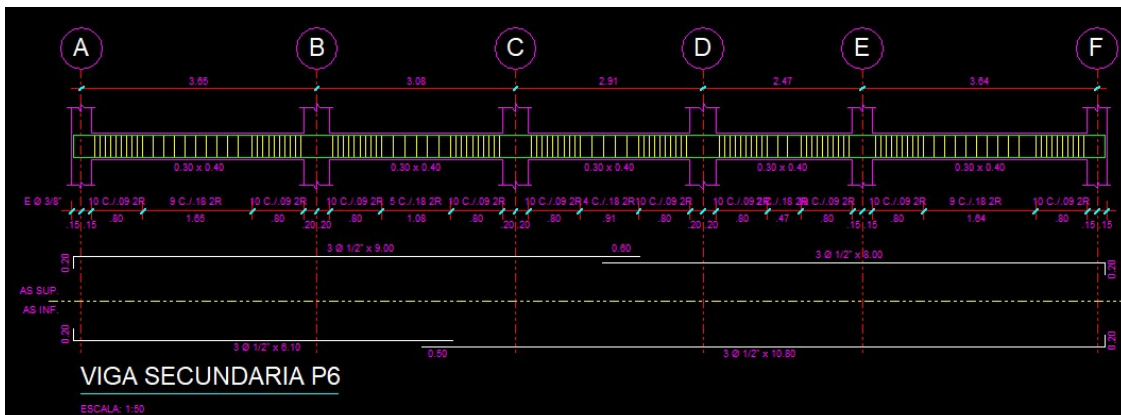 A B C D E F
3.65 3.08 2.91 2.47 3.64
0.30 x 0.40 0.30 x 0.40 0.30 x 0.40 0.30 x 0.40 0.30 x 0.40
E Ø 3/8" 10 C./.09 2R 9 C./.18 2R 10 C./.09 2R 10 C./.09 2R 5 C./.18 2R 10 C./.09 2R 10 C./.09 2R 4 C./.18 2R 10 C./.09 2R 10 C./.09 2R 2 C./.18 2R 10 C./.09 2R 10 C./.09 2R 9 C./.18 2R 10 C./.09 2R
.15 .15 .80 1.65 .80 .20 .20 .80 1.08 .80 .20 .20 .80 .91 .80 .20 .20 .80 .47 .80 .15 .15 .80 1.64 .80 .15 .15
3 Ø 1/2" x 9.00 0.60 3 Ø 1/2" x 8.00
0.20 0.20
AS SUP.
AS INF.
0.20 0.20
3 Ø 1/2" x 6.10 0.50 3 Ø 1/2" x 10.80
VIGA SECUNDARIA P6
ESCALA: 1:50